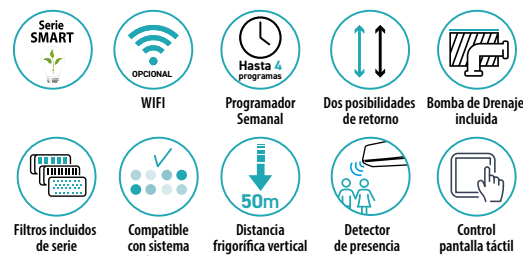 Serie
SMART
OPCIONAL
WIFI
Hasta 4
programas
Programador
Semanal
Dos posibilidades
de retorno
Bomba de Drenaje
incluida
Filtros incluidos
de serie
Compatible
con sistema
50m
Distancia
frigorífica vertical
Detector
de presencia
Control
pantalla táctil